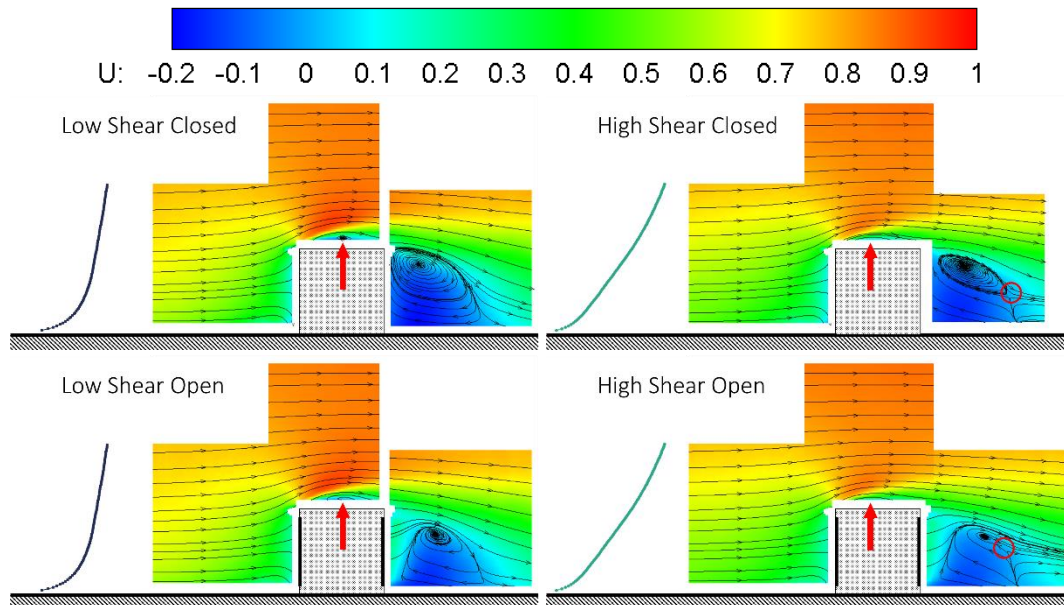 U: -0.2 -0.1 0 0.1 0.2 0.3 0.4 0.5 0.6 0.7 0.8 0.9 1
Low Shear Closed
High Shear Closed
Low Shear Open
High Shear Open